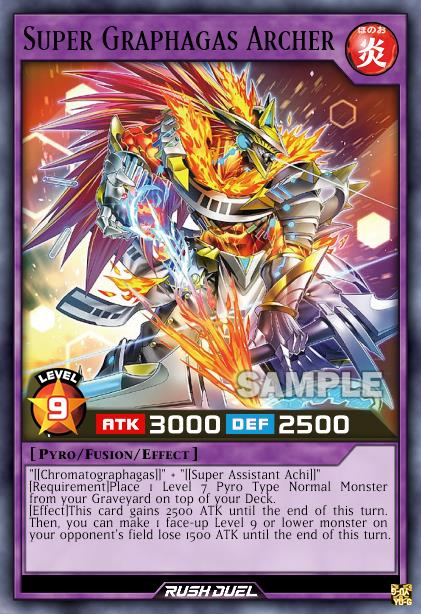 SUPER GRAPHAGAS ARCHER
ほのお
炎
SAMPLE
LEVEL
9
ATK 3000 DEF 2500
[PYRO/FUSION/EFFECT]
"[[Chromatographagas]]" + "[[Super Assistant Achi]]"
[Requirement]Place 1 Level 7 Pyro Type Normal Monster
from your Graveyard on top of your Deck.
[Effect]This card gains 2500 ATK until the end of this turn.
Then, you can make 1 face-up Level 9 or lower monster on
your opponent's field lose 1500 ATK until the end of this turn.
RUSH DUEL